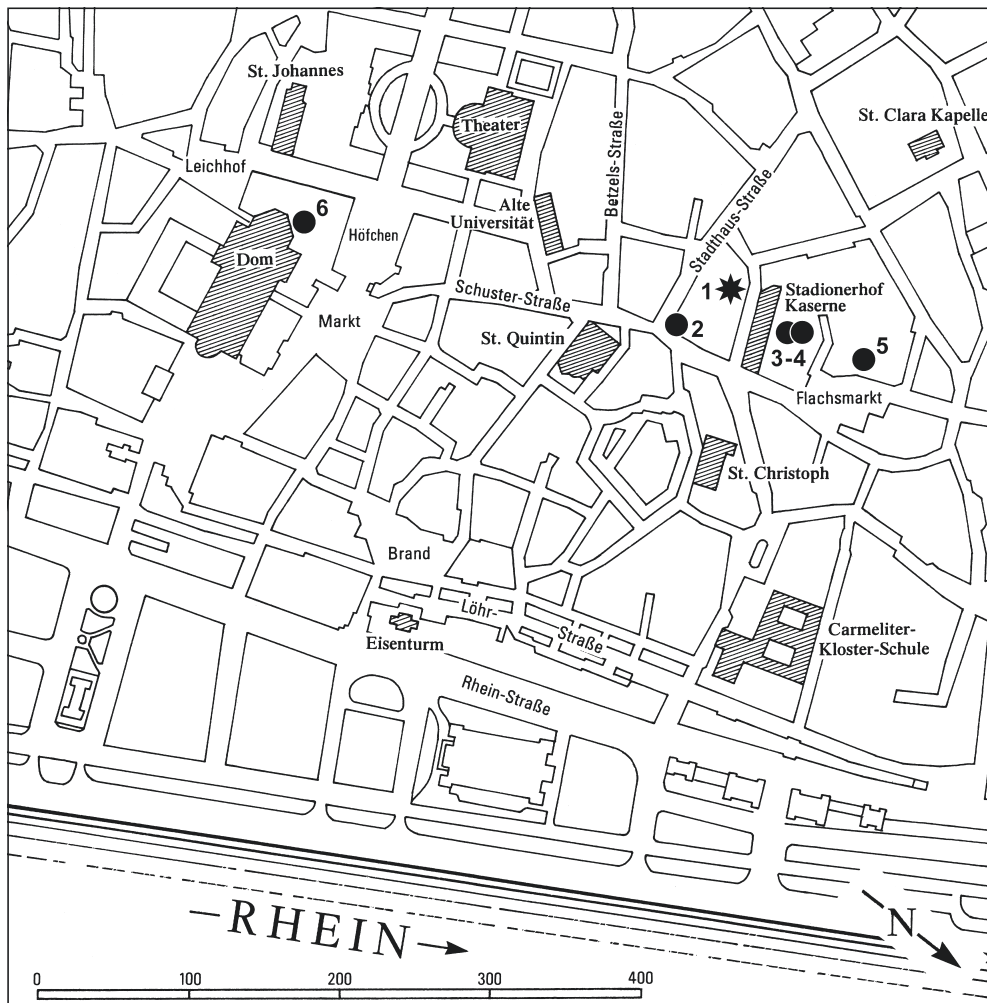 St. Johannes
St. Clara Kapelle
Theater
Betzels-Straße
Leichhof
Stadthaus-Straße
Alte
Universität
6
Höfchen
Dom
Schuster-Straße
1
Stadionerhof
Kaserne
Markt
St. Quintin
2
3-4
5
Flachsmarkt
St. Christoph
Brand
Löhr-
Straße
Eisenturm
Carmeliter-
Kloster-Schule
Rhein-Straße
RHEIN
N
0 100 200 300 400